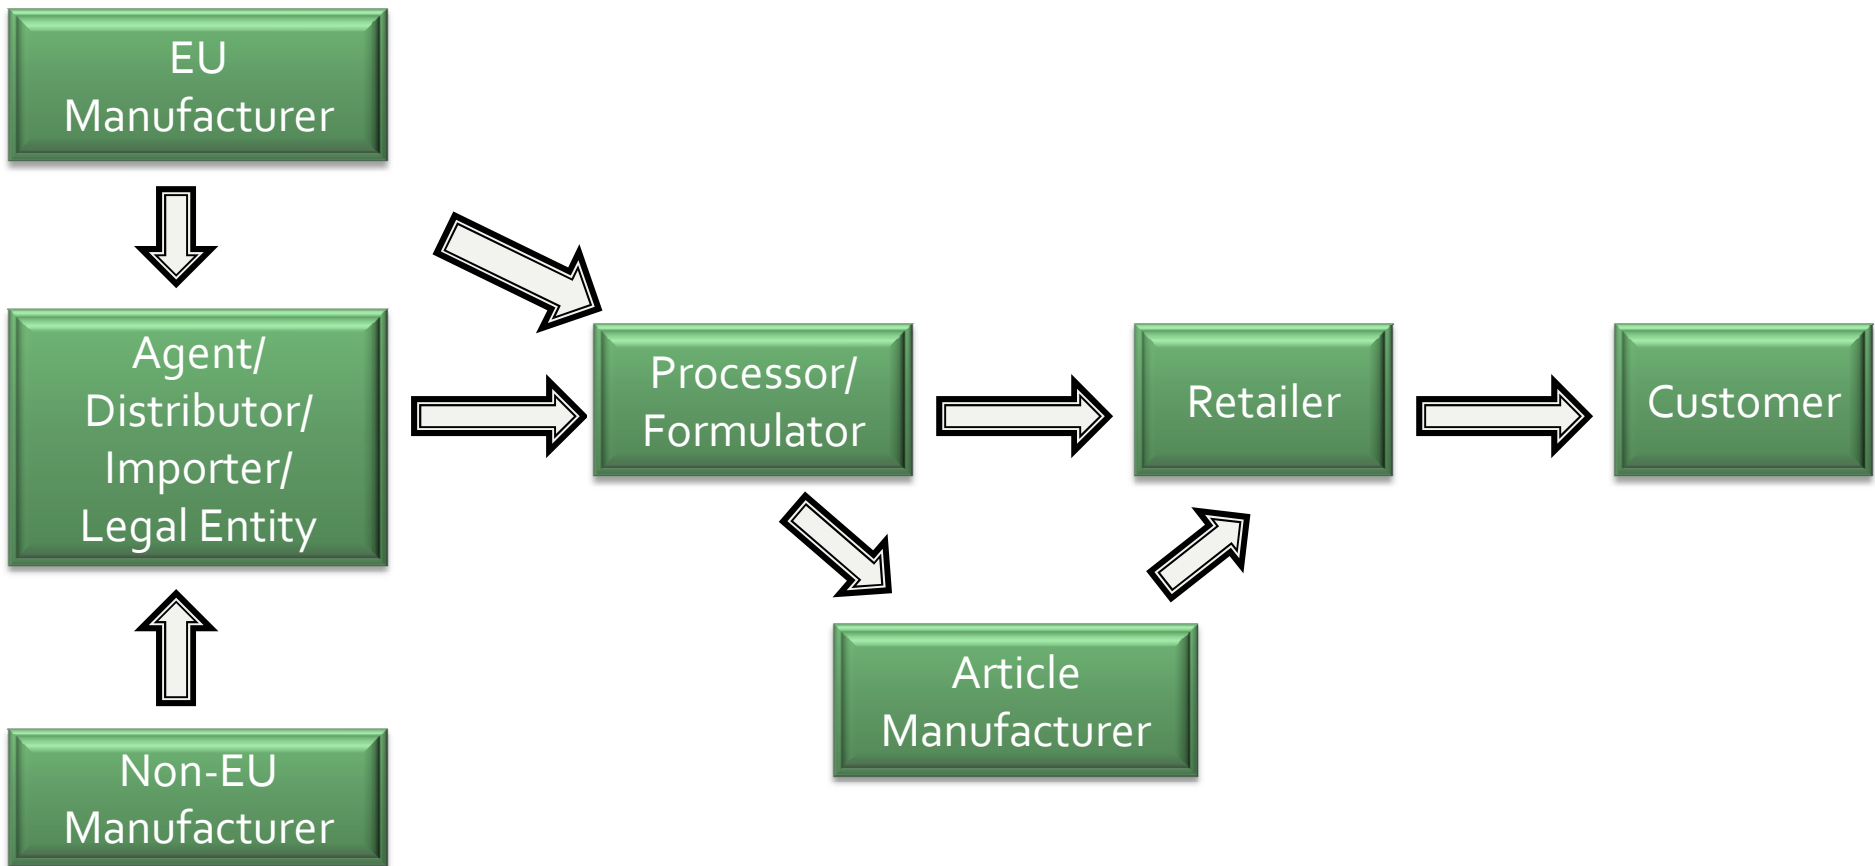 EU
Manufacturer
Agent/
Distributor/
Importer/
Legal Entity
Non-EU
Manufacturer
Processor/
Formulator
Article
Manufacturer
Retailer
Customer